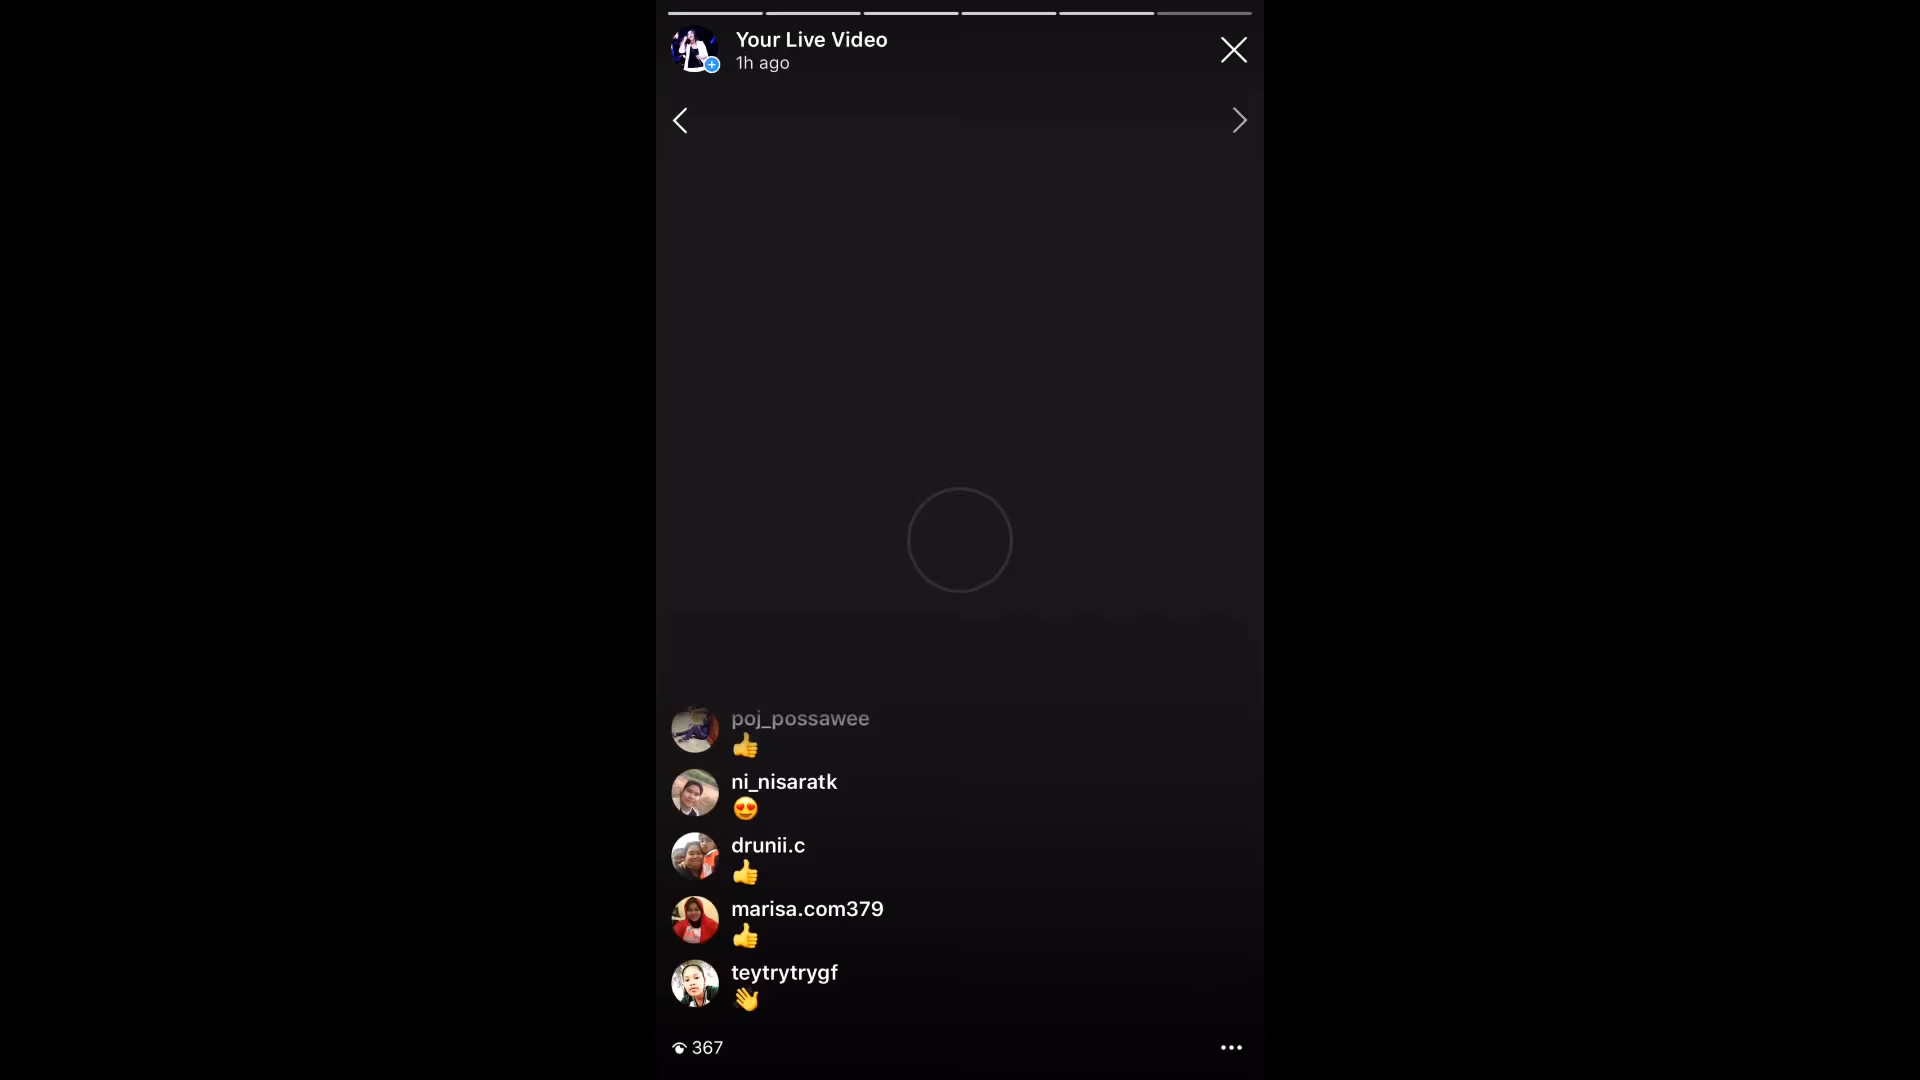 Your Live Video
1h ago
poj_possawee
👍
ni_nisaratk
😍
drunii.c
👍
marisa.com379
👍
teytrytrygf
👋
367